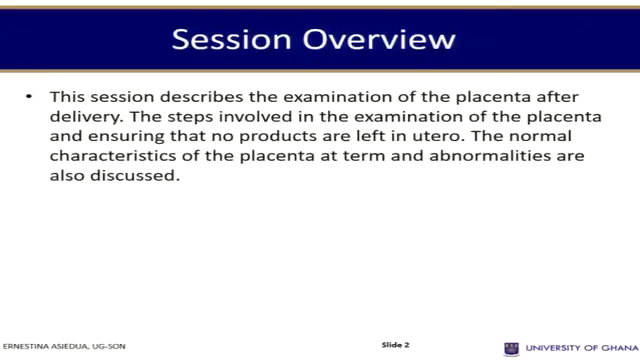 Session Overview
• This session describes the examination of the placenta after
delivery. The steps involved in the examination of the placenta
and ensuring that no products are left in utero. The normal
characteristics of the placenta at term and abnormalities are
also discussed.
ERNESTINA ASIEDUA, UG-SON
Slide 2
UNIVERSITY OF GHANA